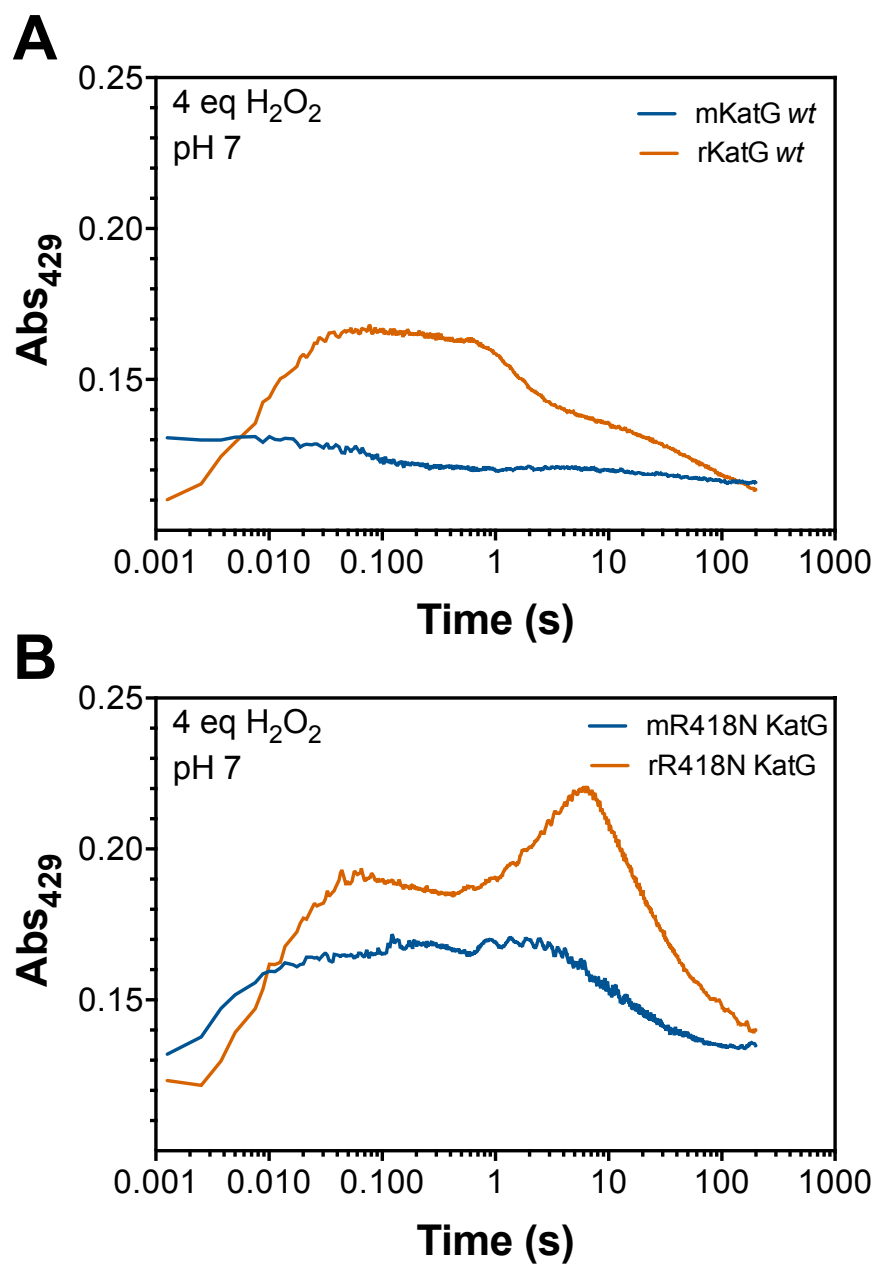 A
0.25
4 eq H₂O₂
pH 7
mKatG wt
rKatG wt
0.20
0.15
Abs₄₂₉
0.001 0.010 0.100 1 10 100 1000
Time (s)
B
0.25
4 eq H₂O₂
pH 7
mR418N KatG
rR418N KatG
0.20
0.15
Abs₄₂₉
0.001 0.010 0.100 1 10 100 1000
Time (s)